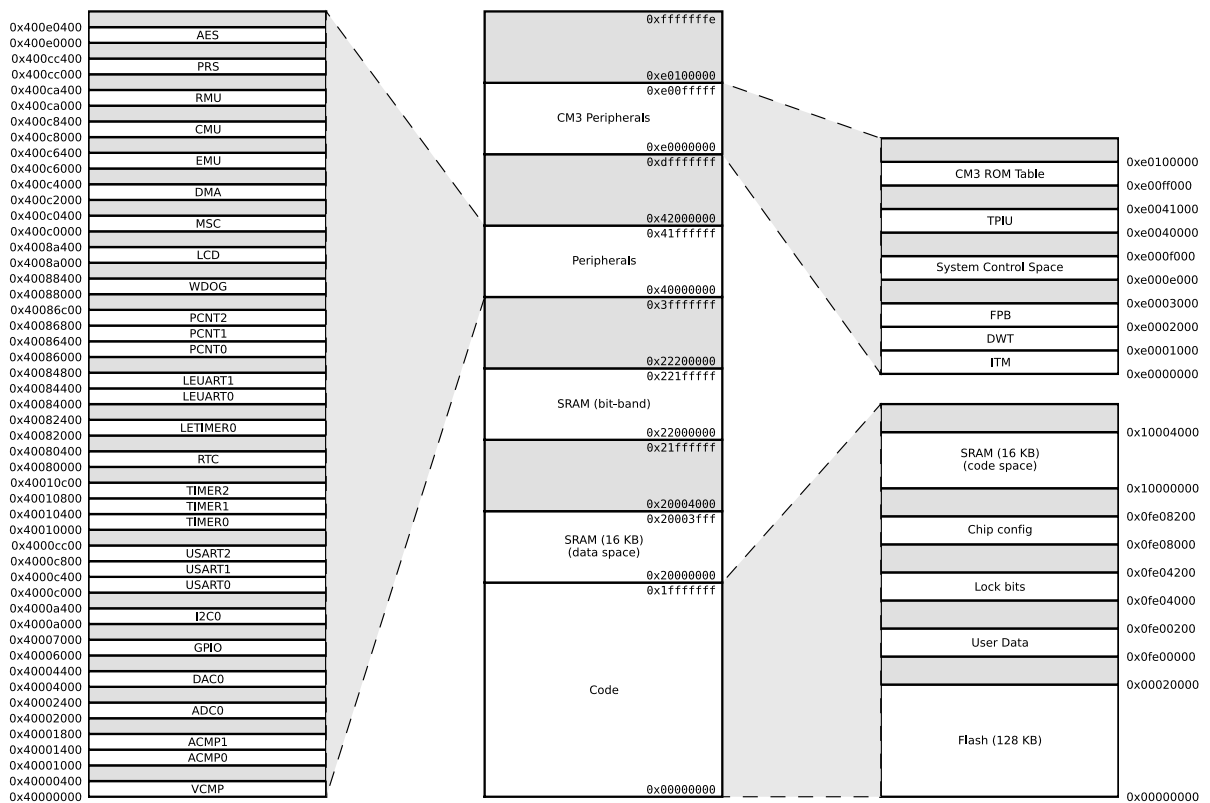 0x400e0400
AES
0x400e0000
0x400cc400
PRS
0x400cc000
0x400ca400
RMU
0x400ca000
0x400c8400
CMU
0x400c8000
0x400c6400
EMU
0x400c6000
0x400c4000
DMA
0x400c2000
0x400c0400
MSC
0x400c0000
0x4008a400
LCD
0x4008a000
0x40088400
WDOG
0x40088000
0x40086c00
PCNT2
0x40086800
PCNT1
0x40086400
PCNT0
0x40086000
0x40084800
LEUART1
0x40084400
LEUART0
0x40084000
0x40082400
LETIMER0
0x40082000
0x40080400
RTC
0x40080000
0x40010c00
TIMER2
0x40010800
TIMER1
0x40010400
TIMER0
0x40010000
0x4000cc00
USART2
0x4000c800
USART1
0x4000c400
USART0
0x4000c000
0x4000a400
I2C0
0x4000a000
0x40007000
GPIO
0x40006000
0x40004400
DAC0
0x40004000
0x40002400
ADC0
0x40002000
0x40001800
ACMP1
0x40001400
ACMP0
0x40001000
0x40000400
VCMP
0x40000000
0xfffffffe
0xe0100000
0xe00fffff
CM3 Peripherals
0xe0000000
0xdfffffff
0x42000000
0x41ffffff
Peripherals
0x40000000
0x3fffffff
0x22200000
0x221fffff
SRAM (bit-band)
0x22000000
0x21ffffff
0x20004000
0x20003fff
SRAM (16 KB)
(data space)
0x20000000
0x1fffffff
Code
0x00000000
0xe0100000
CM3 ROM Table
0xe00ff000
0xe0041000
TPIU
0xe0040000
0xe000f000
System Control Space
0xe000e000
0xe0003000
FPB
0xe0002000
DWT
0xe0001000
ITM
0xe0000000
0x10004000
SRAM (16 KB)
(code space)
0x10000000
0x0fe08200
Chip config
0x0fe08000
0x0fe04200
Lock bits
0x0fe04000
0x0fe00200
User Data
0x0fe00000
0x00020000
Flash (128 KB)
0x00000000